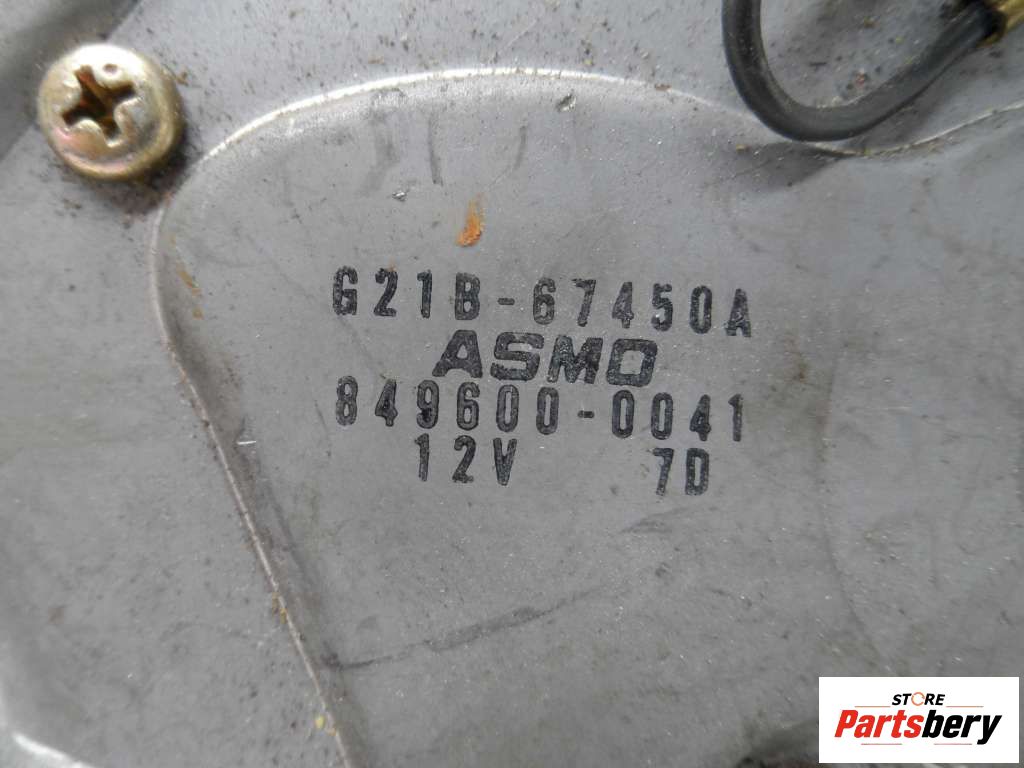 G21B-67450A
ASMO
849600-0041
12V 7D
STORE
Partsbery